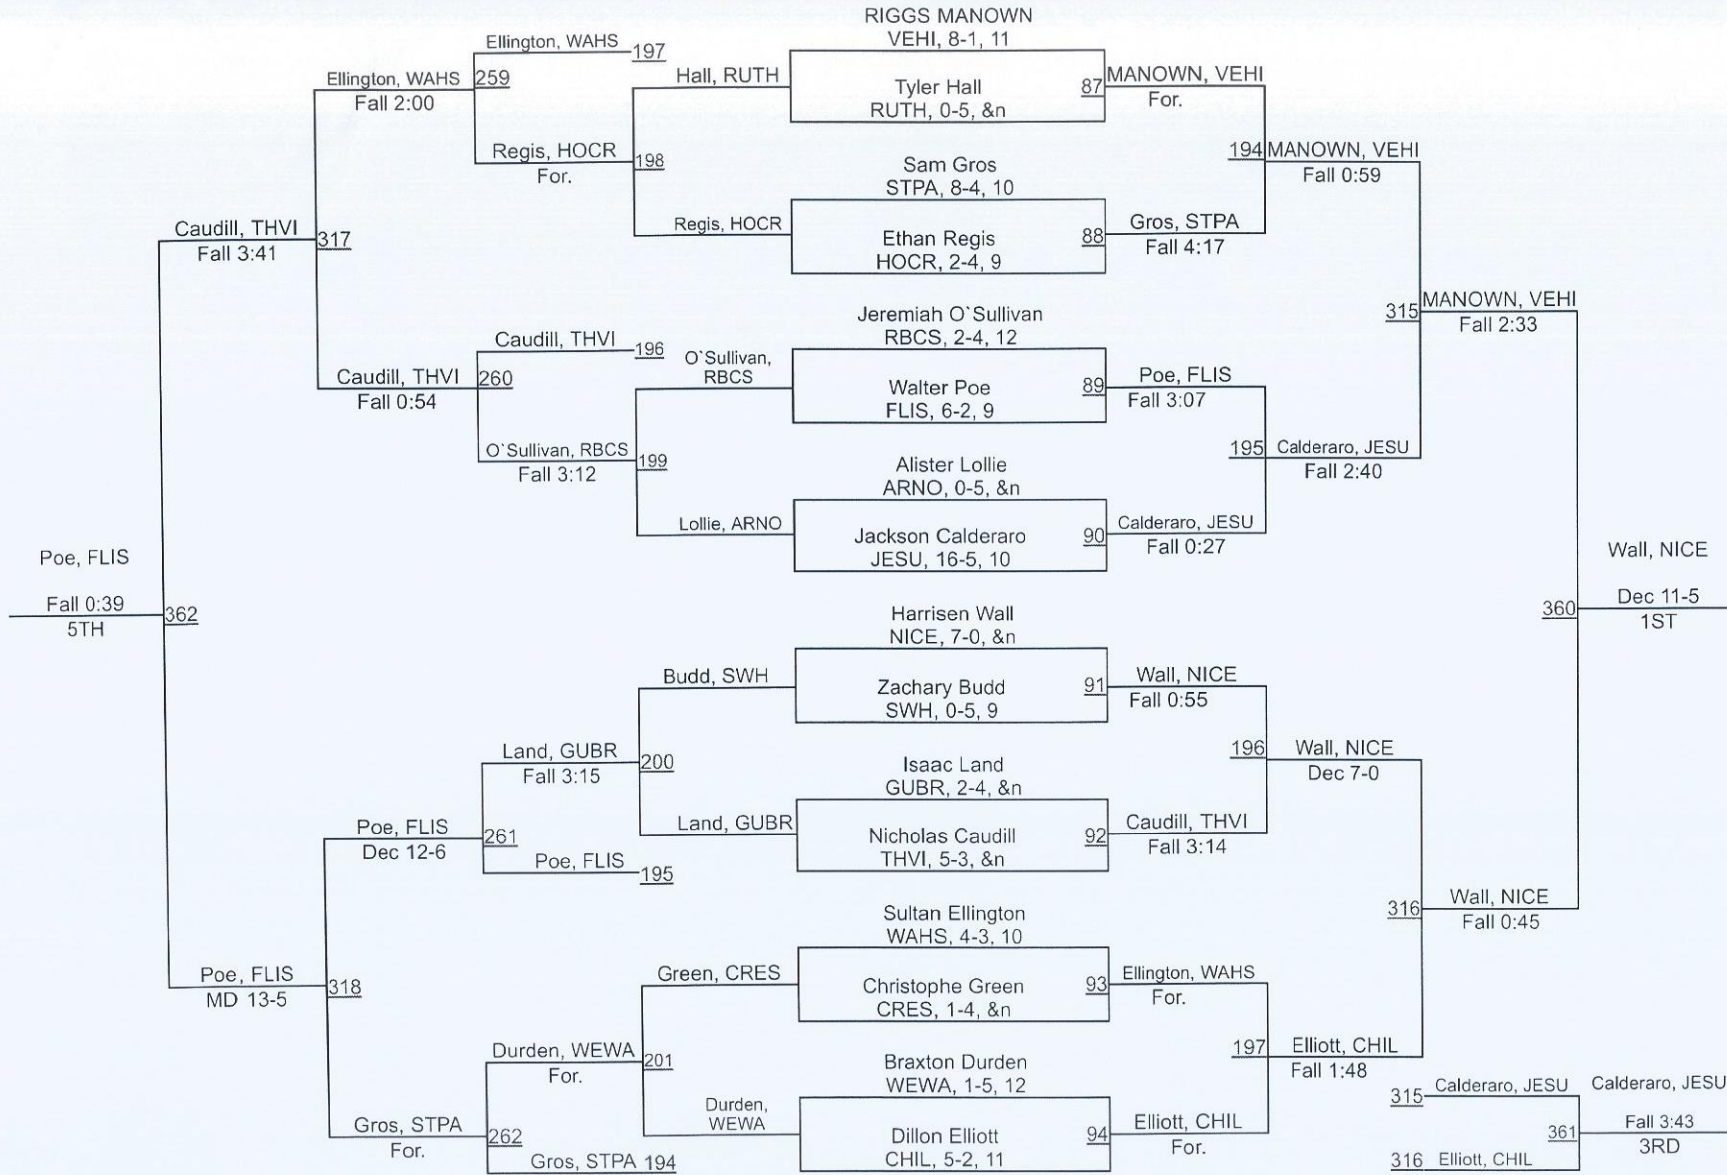 RIGGS MANOWN
VEHI, 8-1, 11
Ellington, WAHS
197
Ellington, WAHS
259
Fall 2:00
Hall, RUTH
Tyler Hall
RUTH, 0-5, &n
87
MANOWN, VEHI
For.
Regis, HOCR
198
For.
Sam Gros
STPA, 8-4, 10
194
MANOWN, VEHI
Fall 0:59
Caudill, THVI
317
Fall 3:41
Regis, HOCR
Ethan Regis
HOCR, 2-4, 9
88
Gros, STPA
Fall 4:17
Jeremiah O`Sullivan
RBCS, 2-4, 12
315
MANOWN, VEHI
Fall 2:33
Caudill, THVI
196
Caudill, THVI
260
Fall 0:54
O`Sullivan,
RBCS
Walter Poe
FLIS, 6-2, 9
89
Poe, FLIS
Fall 3:07
O`Sullivan, RBCS
199
Fall 3:12
Alister Lollie
ARNO, 0-5, &n
195
Calderaro, JESU
Fall 2:40
Lollie, ARNO
Jackson Calderaro
JESU, 16-5, 10
90
Calderaro, JESU
Fall 0:27
Poe, FLIS
Fall 0:39
5TH
362
Harrisen Wall
NICE, 7-0, &n
360
Wall, NICE
Dec 11-5
1ST
Budd, SWH
Zachary Budd
SWH, 0-5, 9
91
Wall, NICE
Fall 0:55
Land, GUBR
200
Fall 3:15
Isaac Land
GUBR, 2-4, &n
196
Wall, NICE
Dec 7-0
Poe, FLIS
261
Dec 12-6
Land, GUBR
Nicholas Caudill
THVI, 5-3, &n
92
Caudill, THVI
Fall 3:14
Poe, FLIS
195
Sultan Ellington
WAHS, 4-3, 10
316
Wall, NICE
Fall 0:45
Poe, FLIS
318
MD 13-5
Green, CRES
Christophe Green
CRES, 1-4, &n
93
Ellington, WAHS
For.
Durden, WEWA
201
For.
Braxton Durden
WEWA, 1-5, 12
197
Elliott, CHIL
Fall 1:48
315
Calderaro, JESU
Calderaro, JESU
Gros, STPA
262
For.
Durden,
WEWA
Dillon Elliott
CHIL, 5-2, 11
94
Elliott, CHIL
For.
361
Fall 3:43
3RD
Gros, STPA
194
316
Elliott, CHIL